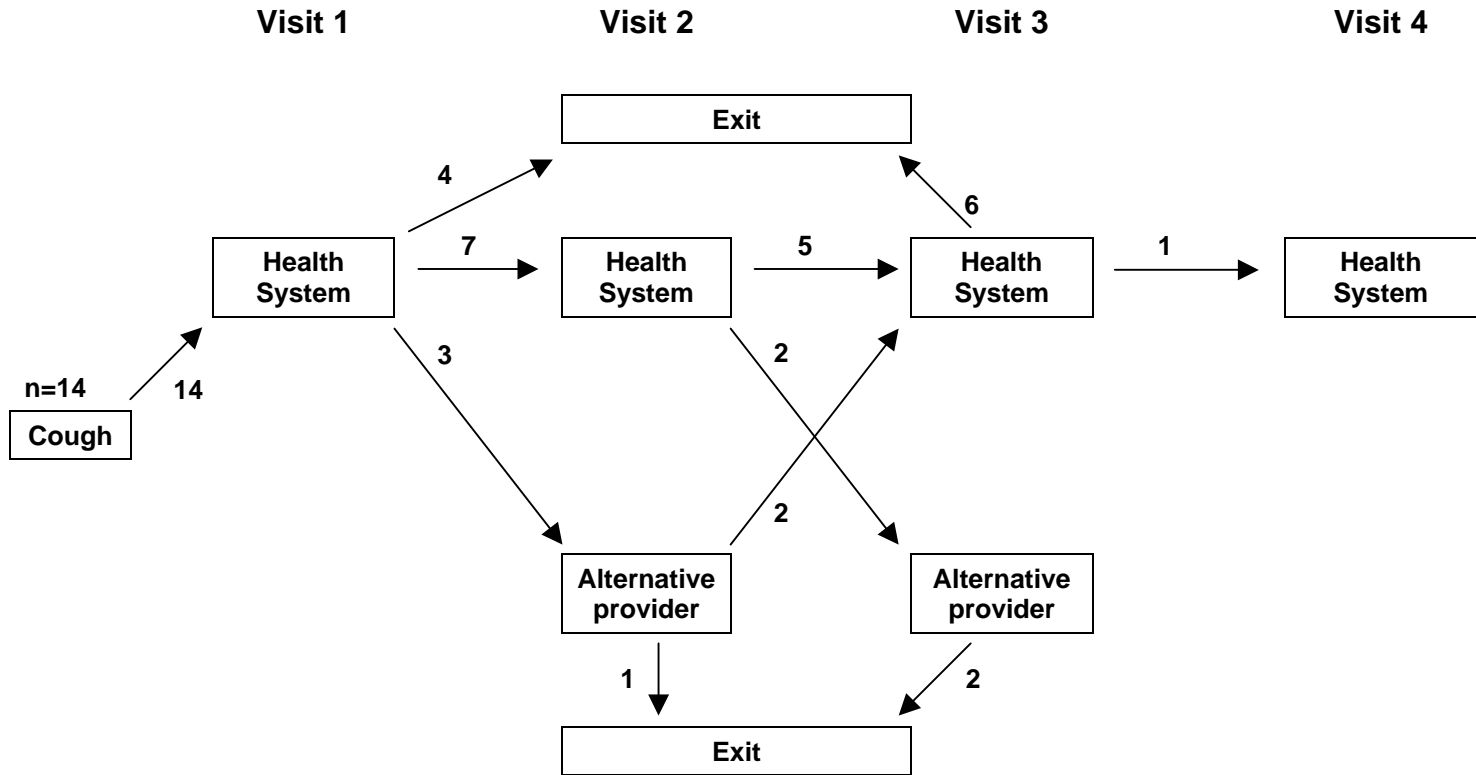 Visit 1
Visit 2
Visit 3
Visit 4
Exit
4
6
Health
System
7
Health
System
5
Health
System
1
Health
System
3
2
n=14
14
Cough
2
Alternative
provider
Alternative
provider
1
2
Exit